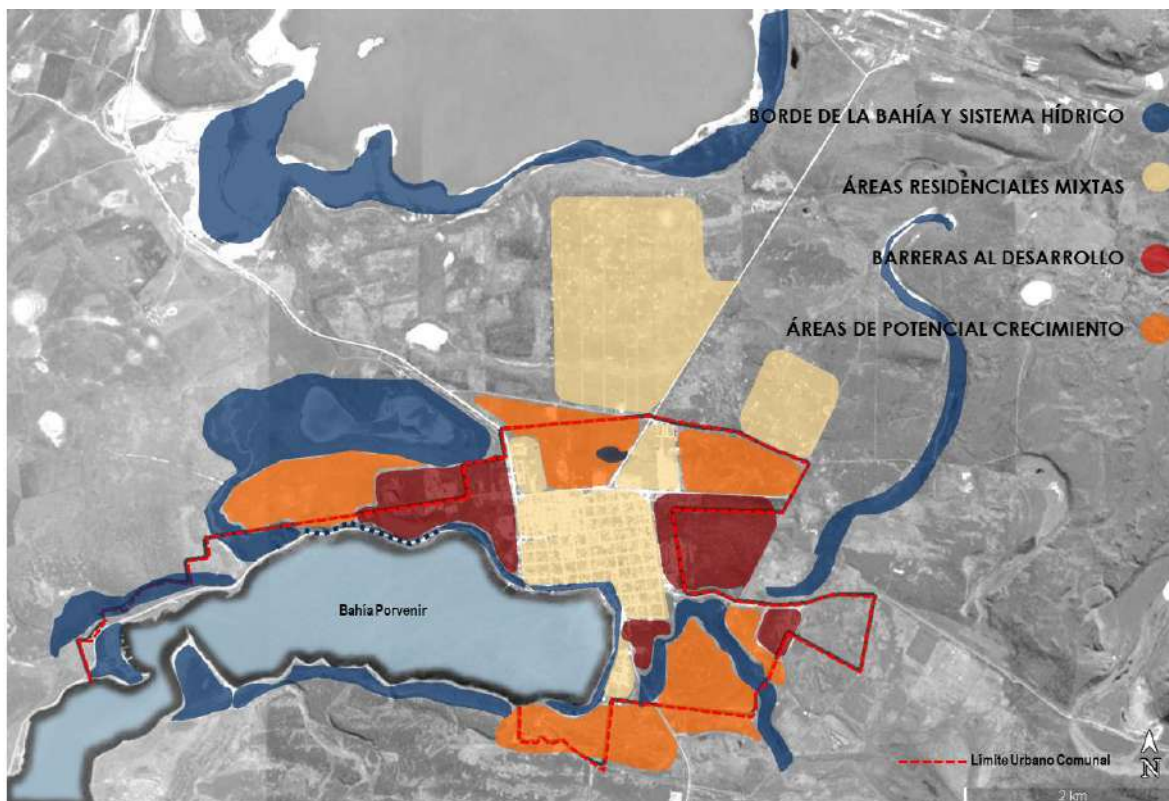 BORDE DE LA BAHÍA Y SISTEMA HÍDRICO
ÁREAS RESIDENCIALES MIXTAS
BARRERAS AL DESARROLLO
ÁREAS DE POTENCIAL CRECIMIENTO
Bahía Porvenir
Límite Urbano Comunal
N
2 km